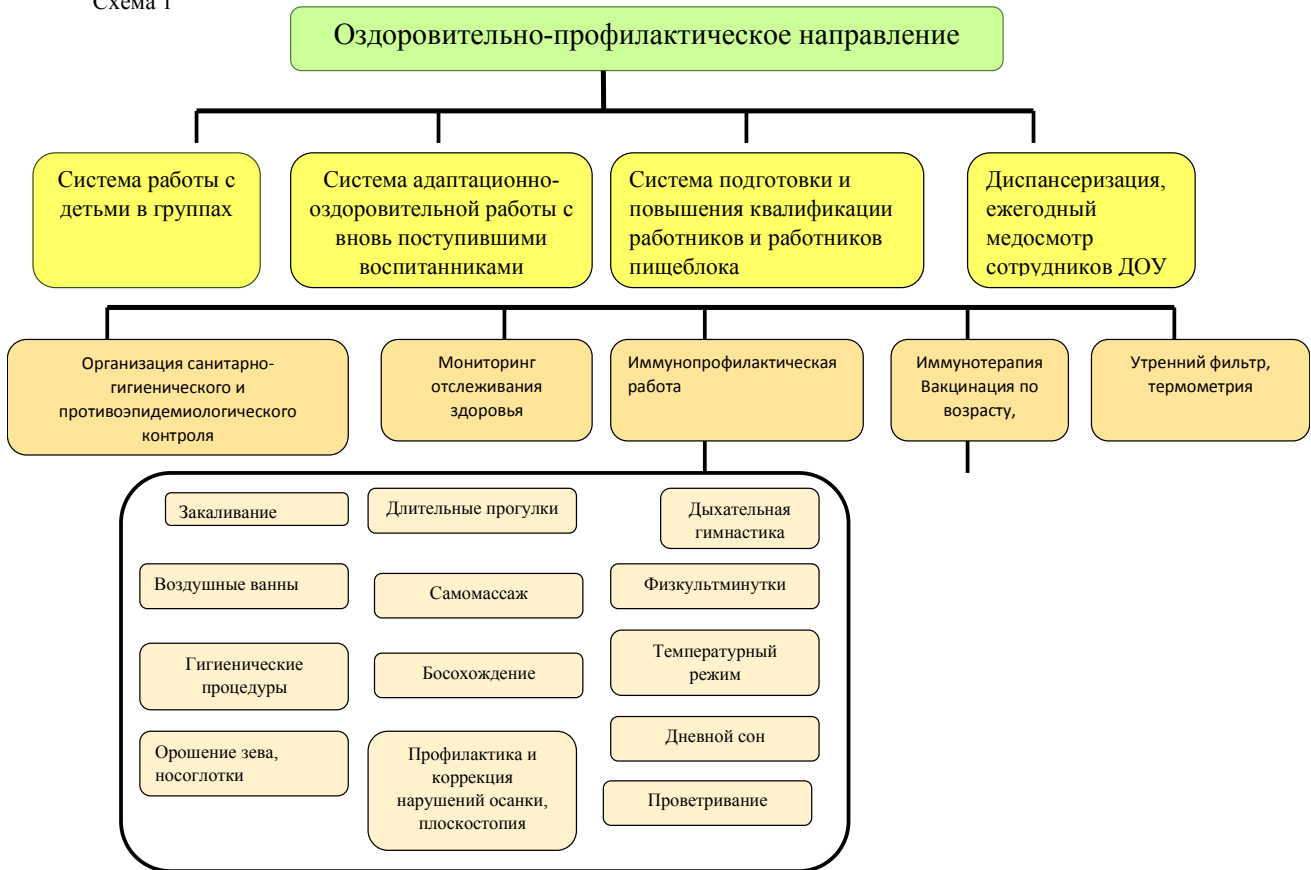 Схема 1
Оздоровительно-профилактическое направление
Система работы с
детьми в группах
Система адаптационно-
оздоровительной работы с
вновь поступившими
воспитанниками
Система подготовки и
повышения квалификации
работников и работников
пищеблока
Диспансеризация,
ежегодный
медосмотр
сотрудников ДОУ
Организация санитарно-
гигиенического и
противоэпидемиологического
контроля
Мониторинг
отслеживания
здоровья
Иммунопрофилактическая
работа
Иммунотерапия
Вакцинация по
возрасту,
Утренний фильтр,
термометрия
Закаливание
Длительные прогулки
Дыхательная
гимнастика
Воздушные ванны
Самомассаж
Физкультминутки
Гигиенические
процедуры
Босохождение
Температурный
режим
Орошение зева,
носоглотки
Профилактика и
коррекция
нарушений осанки,
плоскостопия
Дневной сон
Проветривание